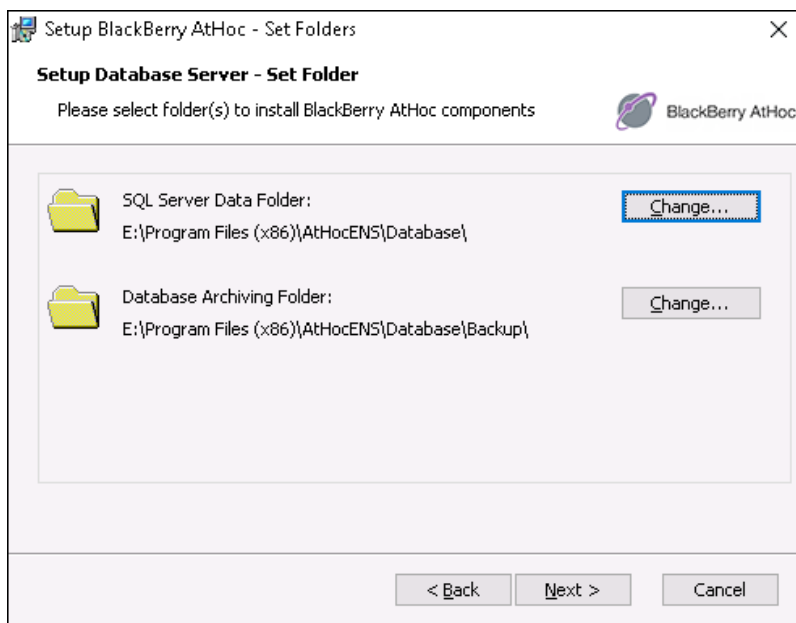 Setup BlackBerry AtHoc - Set Folders
Setup Database Server - Set Folder
Please select folder(s) to install BlackBerry AtHoc components
BlackBerry AtHoc
SQL Server Data Folder:
Change...
E:\Program Files (x86)\AtHocENS\Database\
Database Archiving Folder:
Change...
E:\Program Files (x86)\AtHocENS\Database\Backup\
< Back
Next >
Cancel